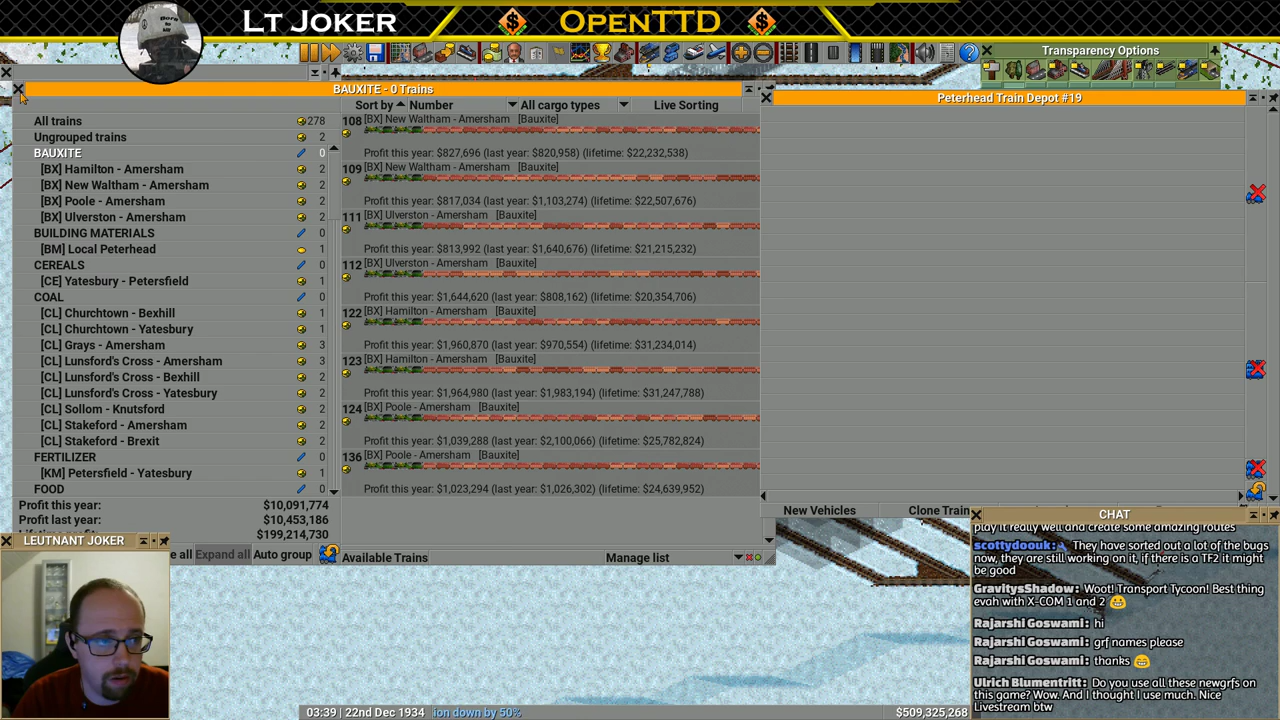 LT JOKER
OPENTTD
Transparency Options
BAUXITE - 0 Trains
Peterhead Train Depot #19
Sort by Number All cargo types Live Sorting
All trains 278
Ungrouped trains 2
BAUXITE 0
[BX] Hamilton - Amersham 2
[BX] New Waltham - Amersham 2
[BX] Poole - Amersham 2
[BX] Ulverston - Amersham 2
BUILDING MATERIALS 0
[BM] Local Peterhead 1
CEREALS 0
[CE] Yatesbury - Petersfield 1
COAL 0
[CL] Churchtown - Bexhill 1
[CL] Churchtown - Yatesbury 1
[CL] Grays - Amersham 3
[CL] Lunsford's Cross - Amersham 3
[CL] Lunsford's Cross - Bexhill 2
[CL] Lunsford's Cross - Yatesbury 2
[CL] Sollom - Knutsford 2
[CL] Stakeford - Amersham 2
[CL] Stakeford - Brexit 2
FERTILIZER 0
[KM] Petersfield - Yatesbury 1
FOOD 0
Profit this year: $10,091,774
Profit last year: $10,453,186
$199,214,730
e all Expand all Auto group
108 [BX] New Waltham - Amersham [Bauxite]
Profit this year: $827,696 (last year: $820,958) (lifetime: $22,232,538)
109 [BX] New Waltham - Amersham [Bauxite]
Profit this year: $817,034 (last year: $1,103,274) (lifetime: $22,507,676)
111 [BX] Ulverston - Amersham [Bauxite]
Profit this year: $813,992 (last year: $1,640,676) (lifetime: $21,215,232)
112 [BX] Ulverston - Amersham [Bauxite]
Profit this year: $1,644,620 (last year: $808,162) (lifetime: $20,354,706)
122 [BX] Hamilton - Amersham [Bauxite]
Profit this year: $1,960,870 (last year: $970,554) (lifetime: $31,234,014)
123 [BX] Hamilton - Amersham [Bauxite]
Profit this year: $1,964,980 (last year: $1,983,194) (lifetime: $31,247,788)
124 [BX] Poole - Amersham [Bauxite]
Profit this year: $1,039,288 (last year: $2,100,066) (lifetime: $25,782,824)
136 [BX] Poole - Amersham [Bauxite]
Profit this year: $1,023,294 (last year: $1,026,302) (lifetime: $24,639,952)
Available Trains Manage list
New Vehicles Clone Train
LEUTNANT JOKER
CHAT
play it really well and create some amazing routes
scottydoouk: They have sorted out a lot of the bugs
now, they are still working on it, if there is a TF2 it might
be good
GravitysShadow: Woot! Transport Tycoon! Best thing
evah with X-COM 1 and 2
Rajarshi Goswami: hi
Rajarshi Goswami: grf names please
Rajarshi Goswami: thanks
Ulrich Blumentritt: Do you use all these newgrfs on
this game? Wow. And I thought I use much. Nice
Livestream btw
03:39 | 22nd Dec 1934 ion down by 50% $509,325,268